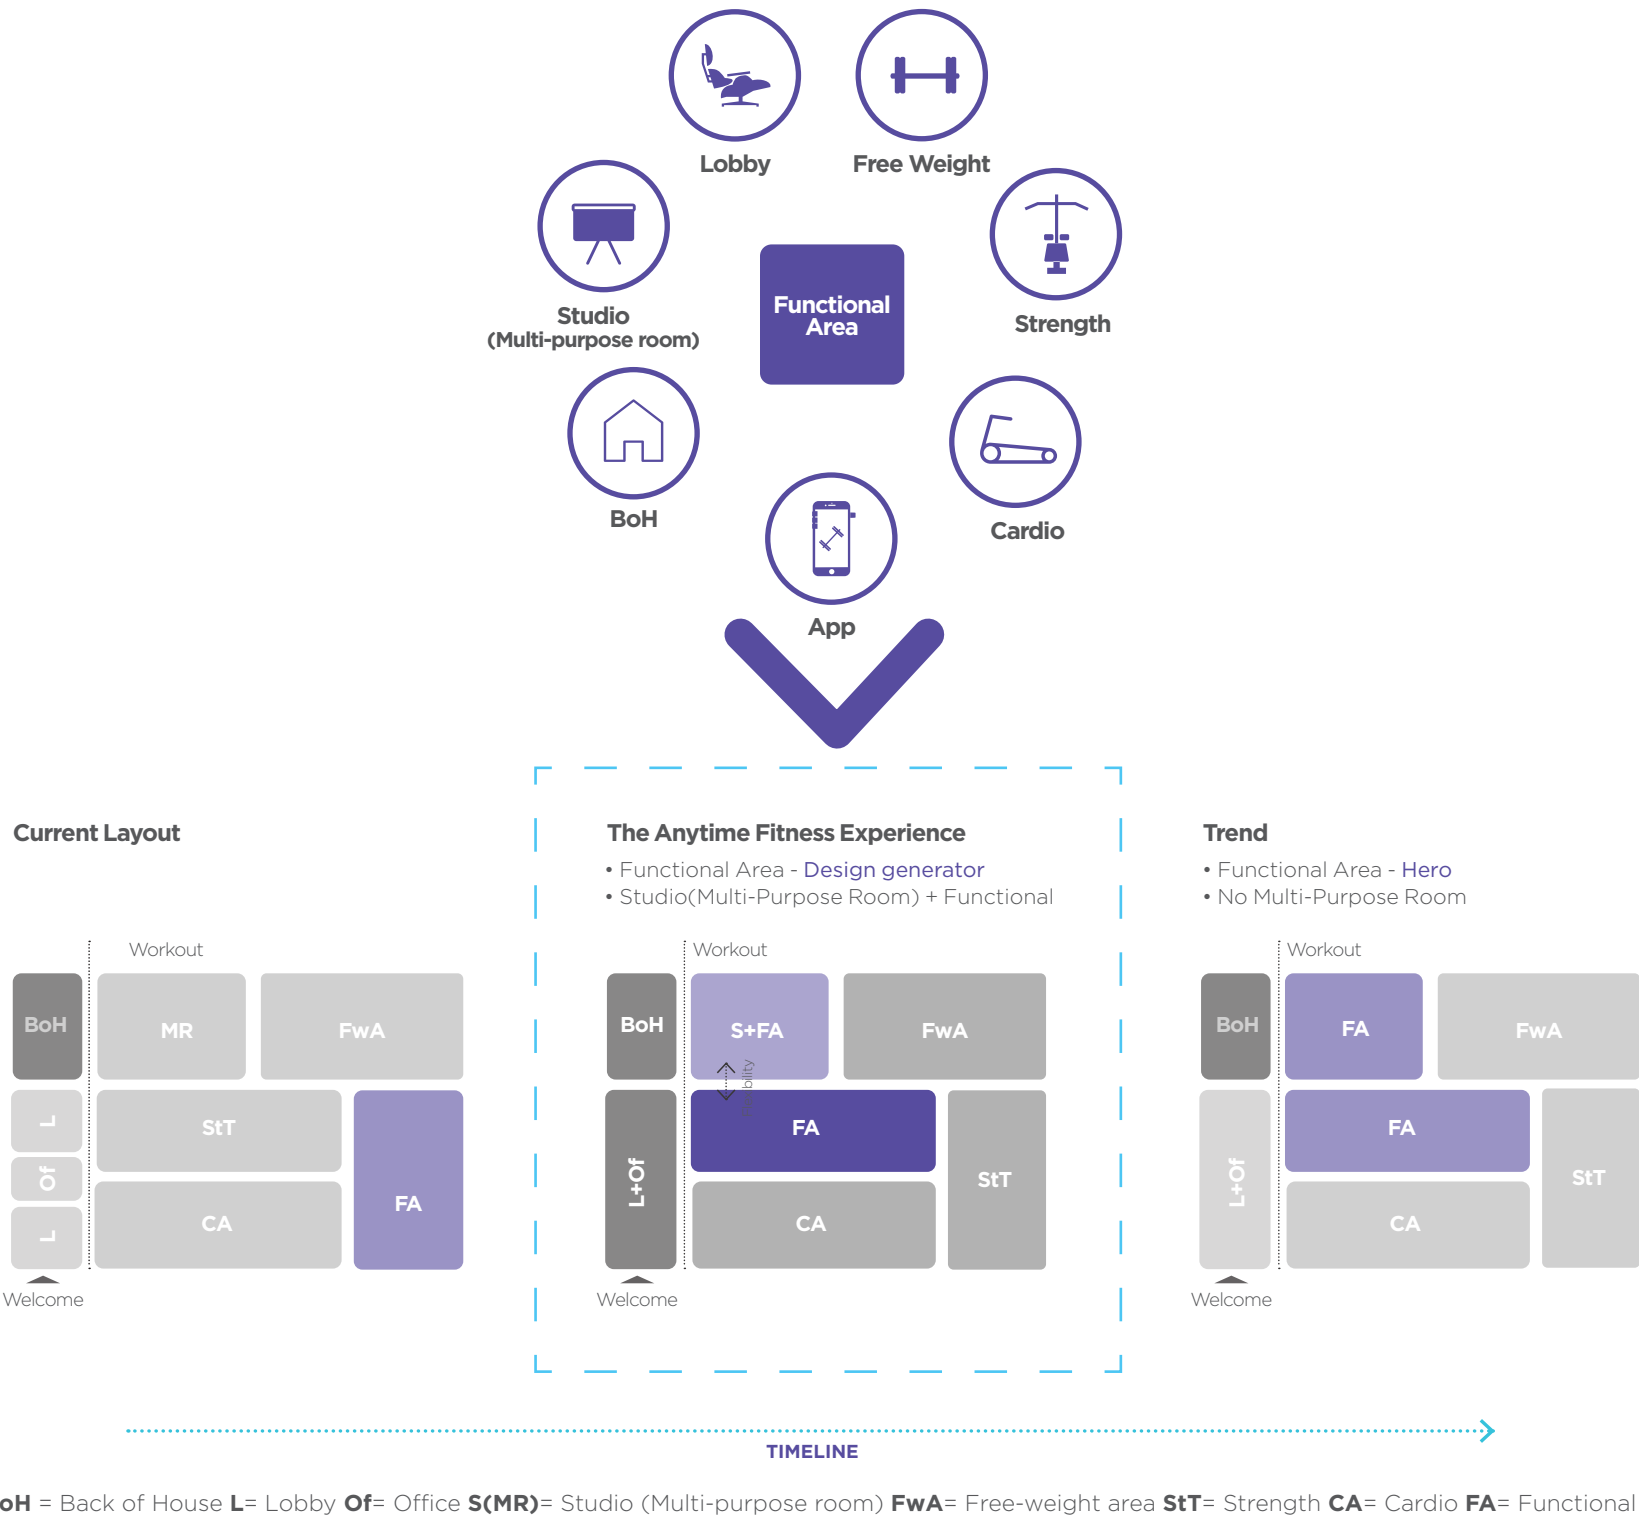 Lobby
Free Weight
Studio
(Multi-purpose room)
Functional
Area
Strength
BoH
Cardio
App
Current Layout
Workout
BoH
MR
FwA
L
Of
L
StT
CA
FA
Welcome
The Anytime Fitness Experience
• Functional Area - Design generator
• Studio(Multi-Purpose Room) + Functional
Workout
BoH
S+FA
FwA
L+Of
FA
CA
StT
Welcome
Trend
• Functional Area - Hero
• No Multi-Purpose Room
Workout
BoH
FA
FwA
L+Of
FA
CA
StT
Welcome
TIMELINE
oH = Back of House L= Lobby Of= Office S(MR)= Studio (Multi-purpose room) FwA= Free-weight area StT= Strength CA= Cardio FA= Functional